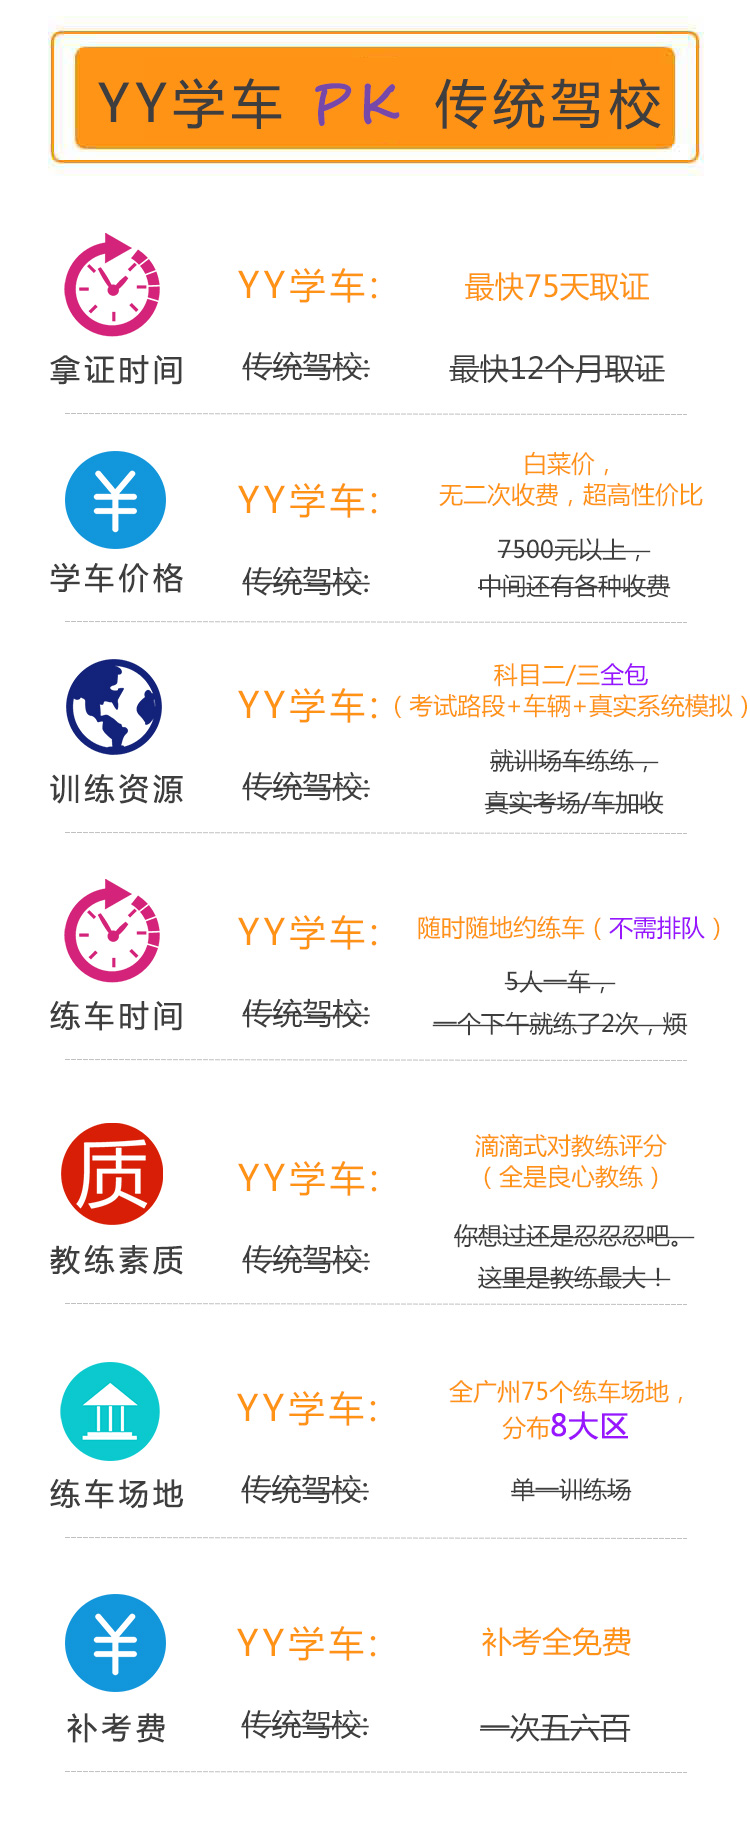 YY学车 PK 传统驾校
YY学车: 最快75天取证
拿证时间
传统驾校: 最快12个月取证
白菜价，
YY学车: 无二次收费，超高性价比
¥
学车价格
传统驾校: 7500元以上，
中间还有各种收费
科目二/三全包
YY学车:（考试路段+车辆+真实系统模拟）
训练资源
传统驾校: 就训场车练练，
真实考场/车加收
YY学车: 随时随地约练车（不需排队）
练车时间
传统驾校: 5人一车，
一个下午就练了2次，烦
滴滴式对教练评分
YY学车: （全是良心教练）
质
教练素质
传统驾校: 你想过还是忍忍忍吧。
这里是教练最大！
全广州75个练车场地，
YY学车: 分布8大区
练车场地
传统驾校: 单一训练场
YY学车: 补考全免费
¥
补考费
传统驾校: 一次五六百